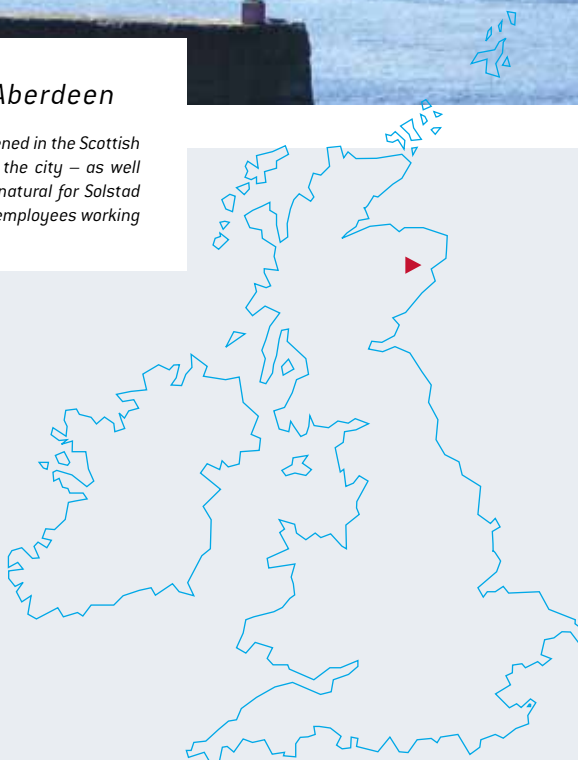 Aberdeen
ened in the Scottish
the city – as well
natural for Solstad
employees working